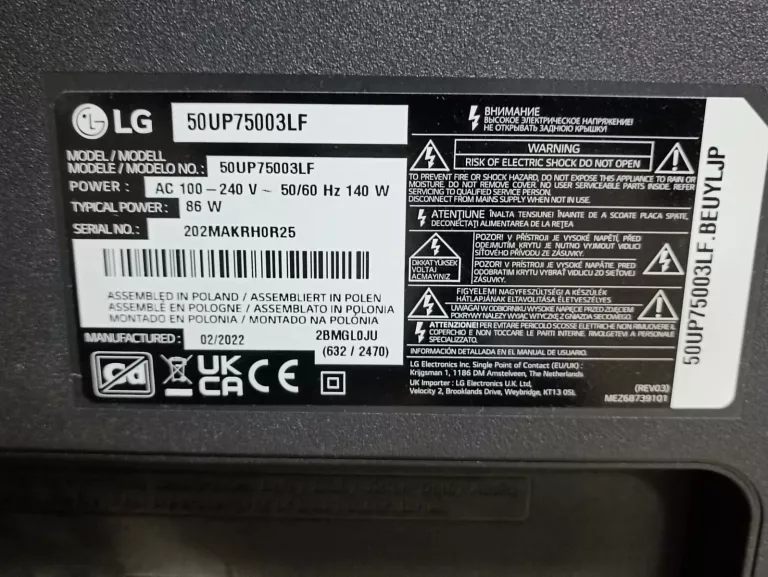 LG
50UP75003LF
MODEL / MODELL
MODELE / MODELO NO. : 50UP75003LF
POWER : AC 100 – 240 V ~ 50/60 Hz 140 W
TYPICAL POWER : 86 W
SERIAL NO. : 202MAKRH0R25
ASSEMBLED IN POLAND / ASSEMBLIERT IN POLEN
ASSEMBLÉ EN POLOGNE / ASSEMBLATO IN POLONIA
MONTADO EN POLONIA / MONTADO NA POLÔNIA
MANUFACTURED : 02/2022 2BMGL0JU
(632 / 2470)
Cd
UK
CA
CE
ВНИМАНИЕ
ВЫСОКОЕ ЭЛЕКТРИЧЕСКОЕ НАПРЯЖЕНИЕ!
НЕ ОТКРЫВАТЬ ЗАДНЮЮ КРЫШКУ!
WARNING
RISK OF ELECTRIC SHOCK DO NOT OPEN
TO PREVENT FIRE OR SHOCK HAZARD, DO NOT EXPOSE THIS APPLIANCE TO RAIN OR
MOISTURE. DO NOT REMOVE COVER. NO USER SERVICEABLE PARTS INSIDE. REFER
SERVICING TO QUALIFIED SERVICE PERSON.
DISCONNECT FROM MAINS SUPPLY WHEN NOT IN USE.
ATENŢIUNE ÎNALTA TENSIUNE! ÎNAINTE DE A SCOATE PLACA SPATE,
DECONECTAŢI ALIMENTAREA DE LA REŢEA
DIKKAT!YÜKSEK
VOLTAJ
AÇMAYINIZ
POZOR! V PŘÍSTROJI JE VYSOKÉ NAPĚTÍ, PŘED
ODEJMUTÍM KRYTU JE NUTNO VYJMOUT VIDLICI
SÍŤOVÉHO PŘÍVODU ZE ZÁSUVKY.
POZOR! V PRÍSTROJI JE VYSOKÉ NAPÄTIE, PRED
ODOBRATÍM KRYTU VYBRAŤ VIDLICU ZO SIEŤOVEJ
ZÁSUVKY.
FIGYELEM! NAGYFESZÜLTSÉG! A KÉSZÜLÉK
HÁTLAPJÁNAK ELTÁVOLÍTÁSA ÉLETVESZÉLYES
UWAGA! W ODBIORNIKU WYSOKIE NAPIĘCIE PRZED ZDJĘCIEM
POKRYWY NALEŻY WYJĄĆ WTYCZKĘ Z GNIAZDA SIECIOWEGO.
ATTENZIONE! PER EVITARE PERICOLO SCOSSE ELETTRICHE NON RIMUOVERE IL
COPERCHIO E NON TOCCARE LE PARTI INTERNE. RIVOLGETEVI A PERSONALE
SPECIALIZZATO.
INFORMACIÓN DETALLADA EN EL MANUAL DE USUARIO.
LG Electronics Inc. Single Point of Contact (EU/UK) :
Krijgsman 1, 1186 DM Amstelveen, The Netherlands
UK Importer : LG Electronics U.K. Ltd,
Velocity 2, Brooklands Drive, Weybridge, KT13 0SL
(REV03)
MEZ68739101
50UP75003LF.BEUYLJP